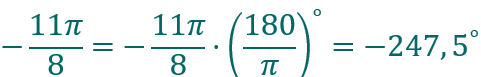 −11π/8 = −11π/8 · (180/π)° = −247,5°